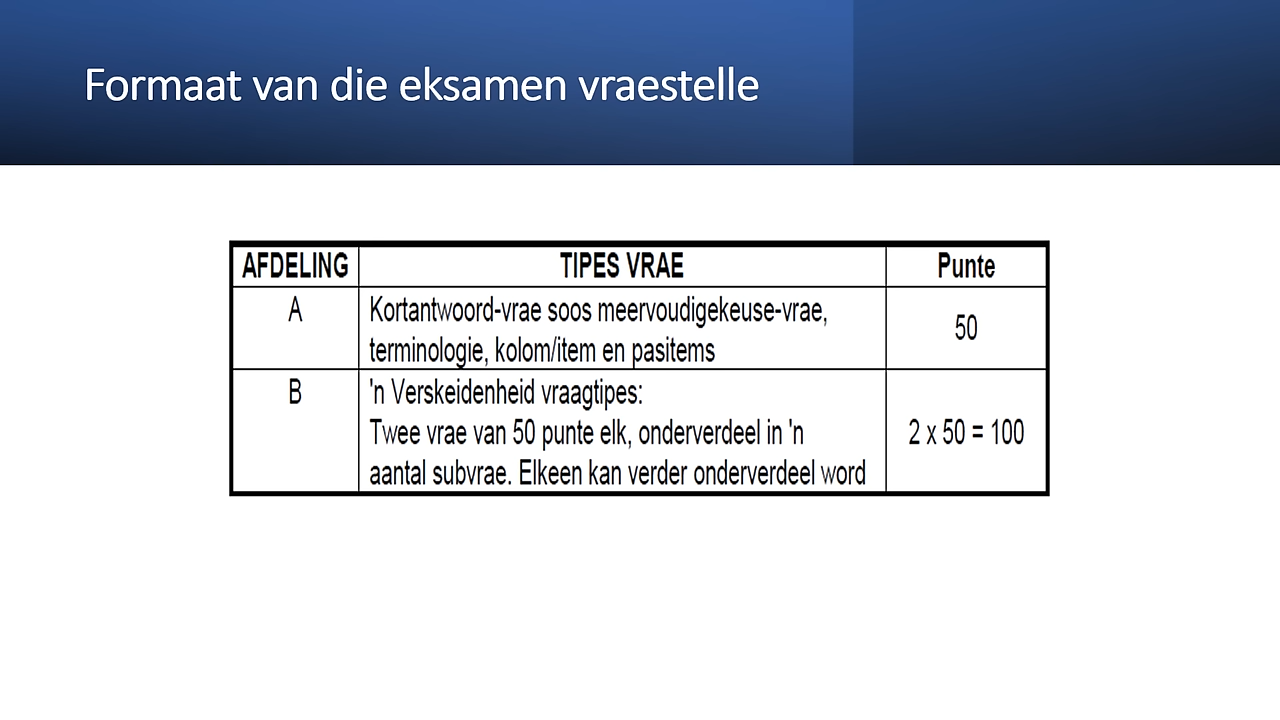 Formaat van die eksamen vraestelle
AFDELING TIPES VRAE Punte
A Kortantwoord-vrae soos meervoudigekeuse-vrae,
terminologie, kolom/item en pasitems
50
B 'n Verskeidenheid vraagtipes:
Twee vrae van 50 punte elk, onderverdeel in 'n
aantal subvrae. Elkeen kan verder onderverdeel word
2 x 50 = 100